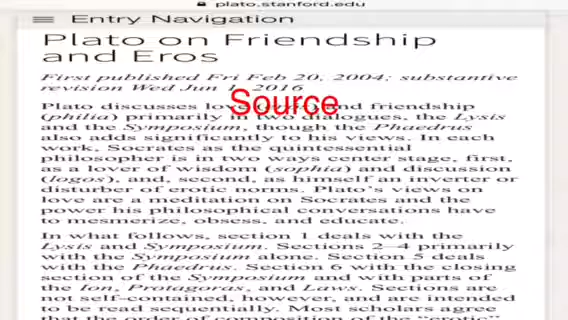 plato.stanford.edu
Entry Navigation
Plato on Friendship
and Eros
First published Fri Feb 20, 2004; substantive
revision Wed Jun 1, 2016
Source
Plato discusses love and friendship
(philia) primarily in two dialogues, the Lysis
and the Symposium, though the Phaedrus
also adds significantly to his views. In each
work, Socrates as the quintessential
philosopher is in two ways center stage, first,
as a lover of wisdom (sophia) and discussion
(logos), and, second, as himself an inverter or
disturber of erotic norms. Plato's views on
love are a meditation on Socrates and the
power his philosophical conversations have
to mesmerize, obsess, and educate.
In what follows, section 1 deals with the
Lysis and Symposium. Sections 2–4 primarily
with the Symposium alone. Section 5 deals
with the Phaedrus. Section 6 with the closing
section of the Symposium and with parts of
the Ion, Protagoras, and Laws. Sections are
not self-contained, however, and are intended
to be read sequentially. Most scholars agree
that the order of composition of the "erotic"